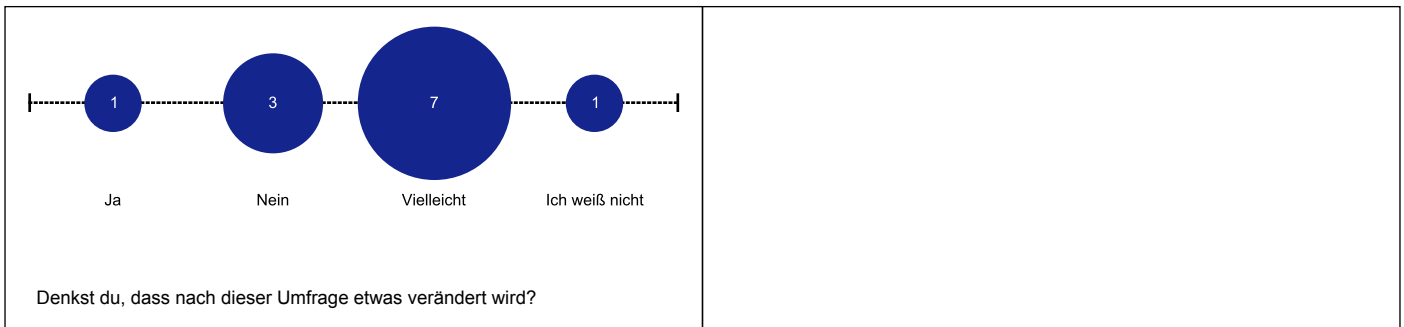 1 3 7 1
Ja Nein Vielleicht Ich weiß nicht
Denkst du, dass nach dieser Umfrage etwas verändert wird?